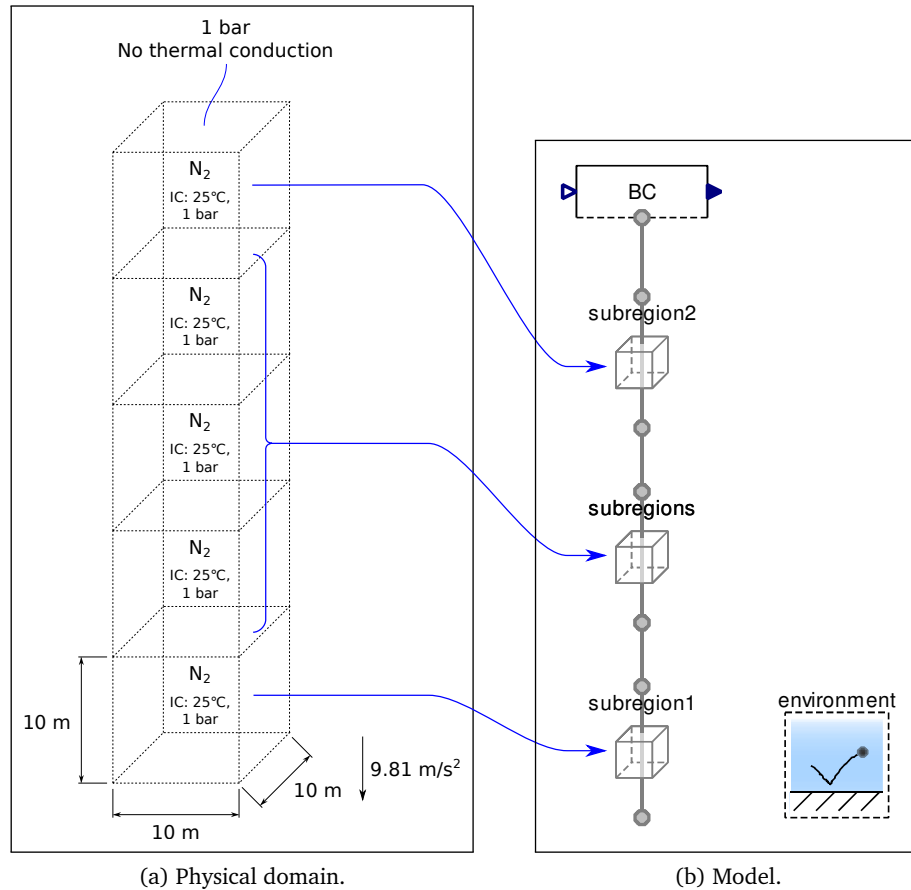 1 bar
No thermal conduction
N₂
IC: 25℃,
1 bar
N₂
IC: 25℃,
1 bar
N₂
IC: 25℃,
1 bar
N₂
IC: 25℃,
1 bar
N₂
IC: 25℃,
1 bar
10 m
10 m
10 m
9.81 m/s²
(a) Physical domain.
BC
subregion2
subregions
subregion1
environment
(b) Model.